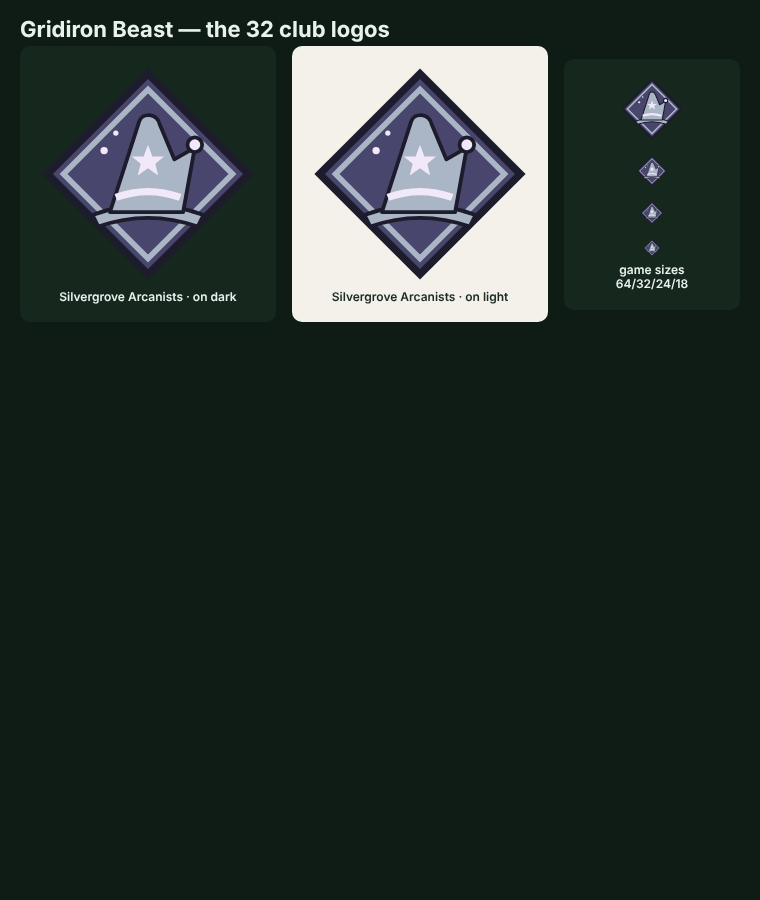 Gridiron Beast — the 32 club logos
Silvergrove Arcanists · on dark
Silvergrove Arcanists · on light
game sizes
64/32/24/18